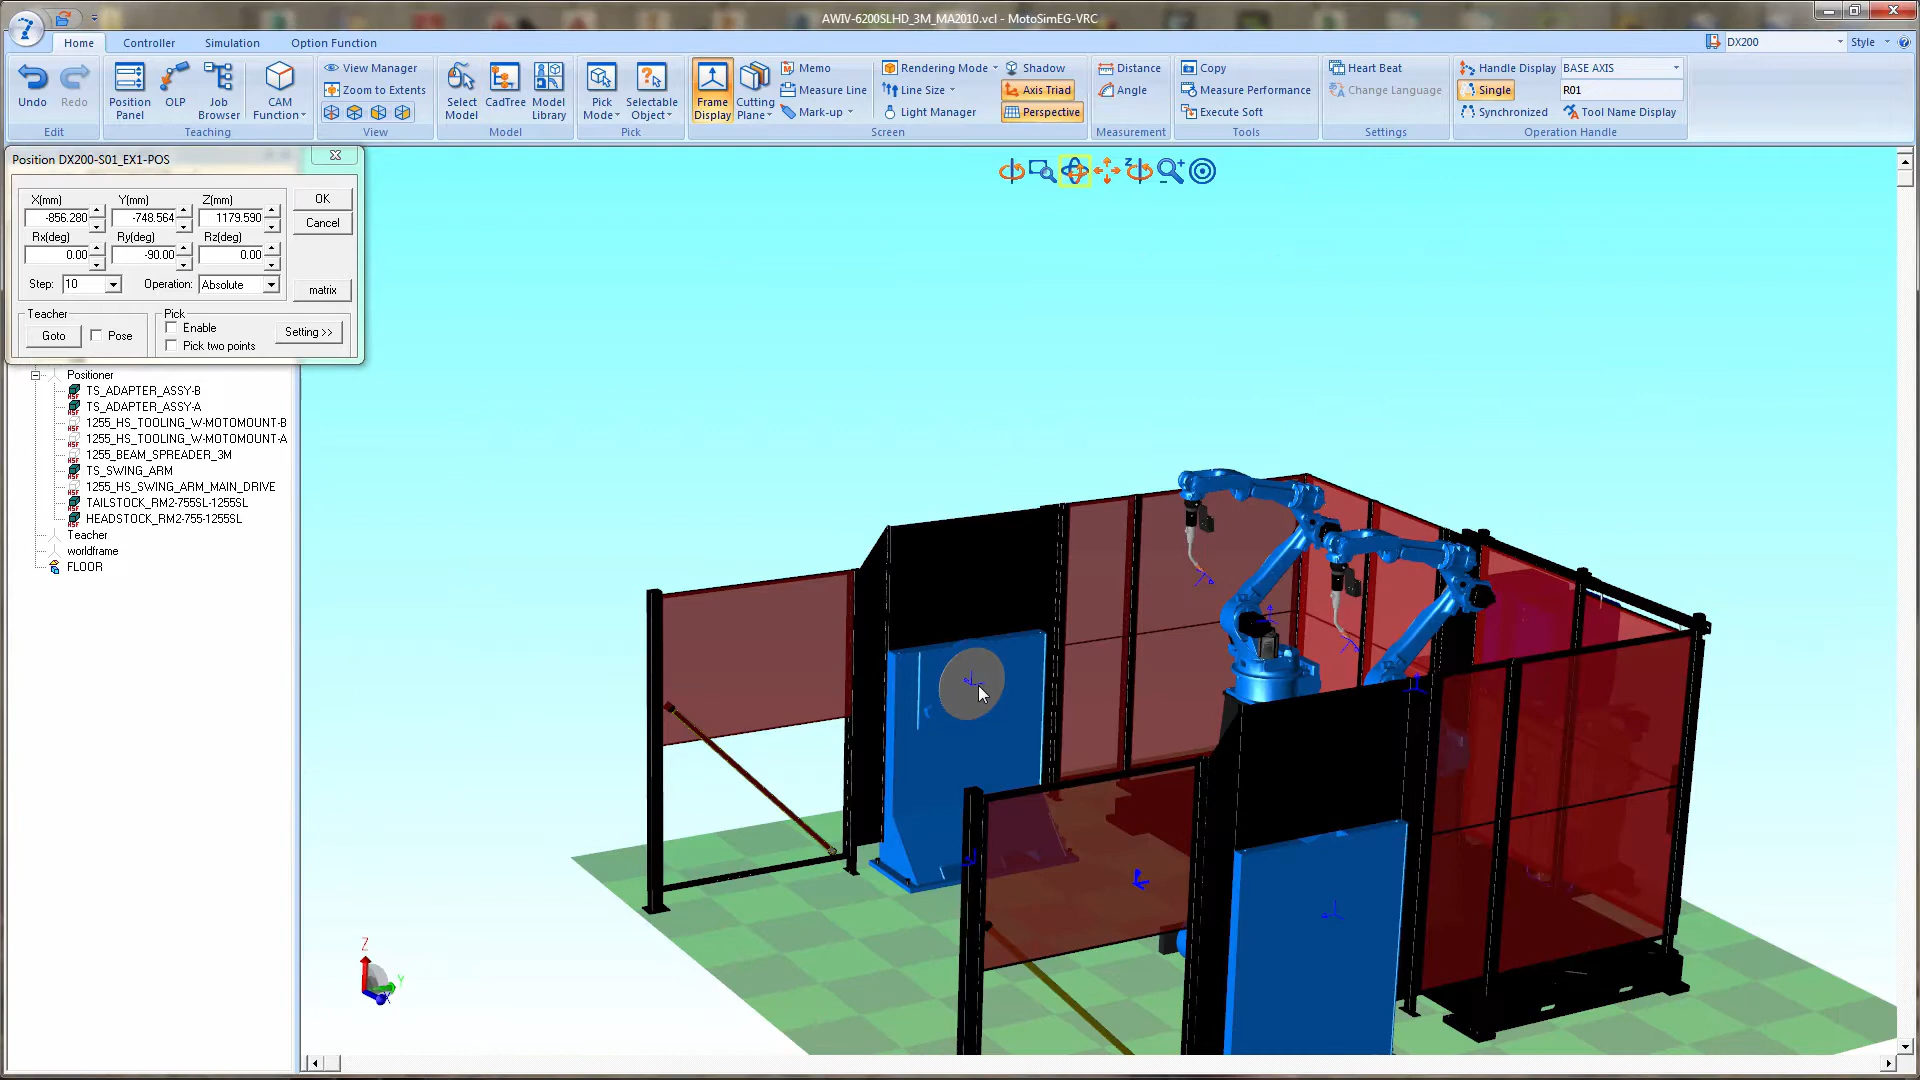 AWIV-6200SLHD_3M_MA2010.vcl - MotoSimEG-VRC
Home Controller Simulation Option Function DX200 Style
Undo Redo
Edit
Position Panel OLP Job Browser CAM Function
Teaching
View Manager
Zoom to Extents
View
Select Model CadTree Model Library
Model
Pick Mode Selectable Object
Pick
Frame Display Cutting Plane
Memo Rendering Mode Shadow
Measure Line Line Size Axis Triad
Mark-up Light Manager Perspective
Screen
Distance
Angle
Measurement
Copy
Measure Performance
Execute Soft
Tools
Heart Beat
Change Language
Settings
Handle Display BASE AXIS
Single R01
Synchronized Tool Name Display
Operation Handle
Position DX200-S01_EX1-POS
X(mm) Y(mm) Z(mm) OK
-856.280 -748.564 1179.590
Cancel
Rx(deg) Ry(deg) Rz(deg)
0.00 -90.00 0.00
Step: 10 Operation: Absolute matrix
Teacher Pick
Goto Pose Enable Setting >>
Pick two points
Positioner
TS_ADAPTER_ASSY-B
TS_ADAPTER_ASSY-A
1255_HS_TOOLING_W-MOTOMOUNT-B
1255_HS_TOOLING_W-MOTOMOUNT-A
1255_BEAM_SPREADER_3M
TS_SWING_ARM
1255_HS_SWING_ARM_MAIN_DRIVE
TAILSTOCK_RM2-755SL-1255SL
HEADSTOCK_RM2-755-1255SL
Teacher
worldframe
FLOOR
Z
Y
X